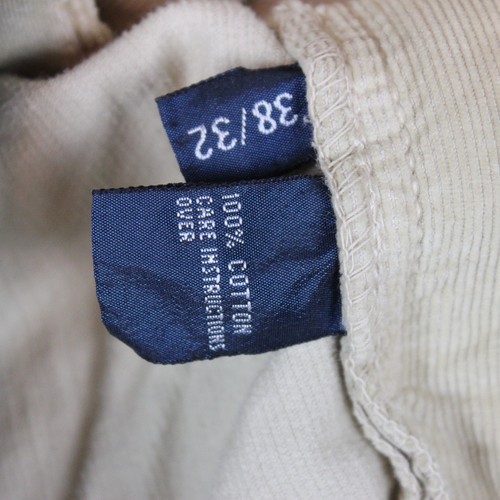 38/32
100% COTTON
CARE INSTRUCTIONS
OVER